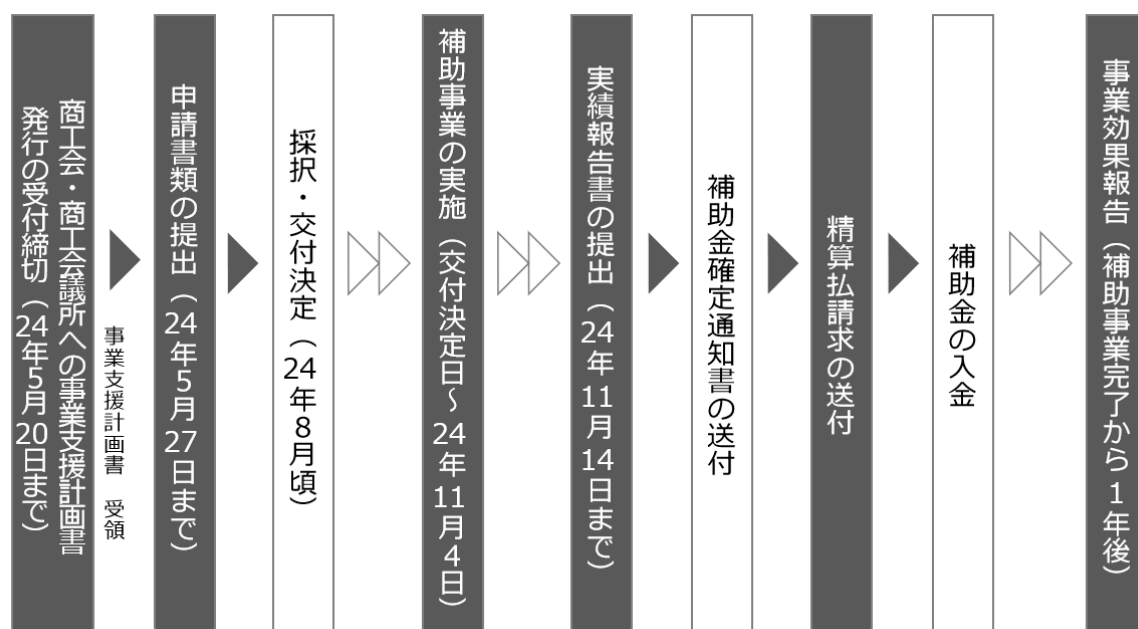 商工会・商工会議所への事業支援計画書
発行の受付締切（24年5月20日まで）
事業支援計画書　受領
申請書類の提出（24年5月27日まで）
採択・交付決定（24年8月頃）
補助事業の実施（交付決定日～24年11月4日）
実績報告書の提出（24年11月14日まで）
補助金確定通知書の送付
精算払請求の送付
補助金の入金
事業効果報告（補助事業完了から1年後）